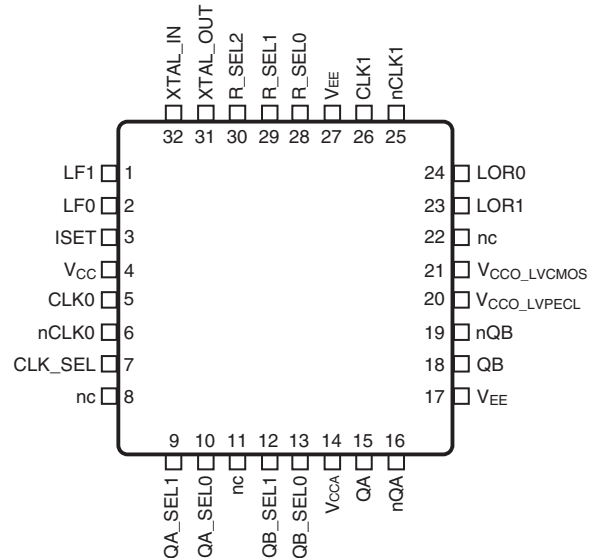 XTAL_IN
XTAL_OUT
R_SEL2
R_SEL1
R_SEL0
VEE
CLK1
nCLK1
32 31 30 29 28 27 26 25
LF1 1
LF0 2
ISET 3
VCC 4
CLK0 5
nCLK0 6
CLK_SEL 7
nc 8
24 LOR0
23 LOR1
22 nc
21 VCCO_LVCMOS
20 VCCO_LVPECL
19 nQB
18 QB
17 VEE
9 10 11 12 13 14 15 16
QA_SEL1
QA_SEL0
nc
QB_SEL1
QB_SEL0
VCCA
QA
nQA